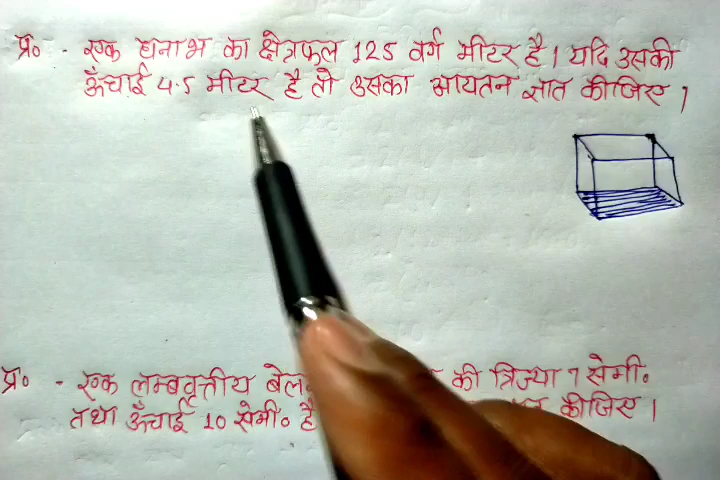 प्र० - एक घनाभ का क्षेत्रफल 125 वर्ग मीटर है। यदि उसकी
ऊँचाई 4.5 मीटर है तो उसका आयतन ज्ञात कीजिए।
प्र० - एक लम्बवृत्तीय की त्रिज्या 7 सेमी०
तथा ऊँचाई 10 सेमी० है कीजिए।